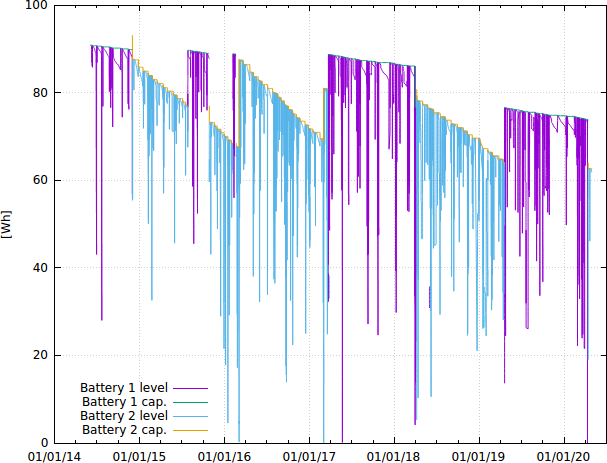 100
80
60
40
20
0
[Wh]
Battery 1 level
Battery 1 cap.
Battery 2 level
Battery 2 cap.
01/01/14 01/01/15 01/01/16 01/01/17 01/01/18 01/01/19 01/01/20